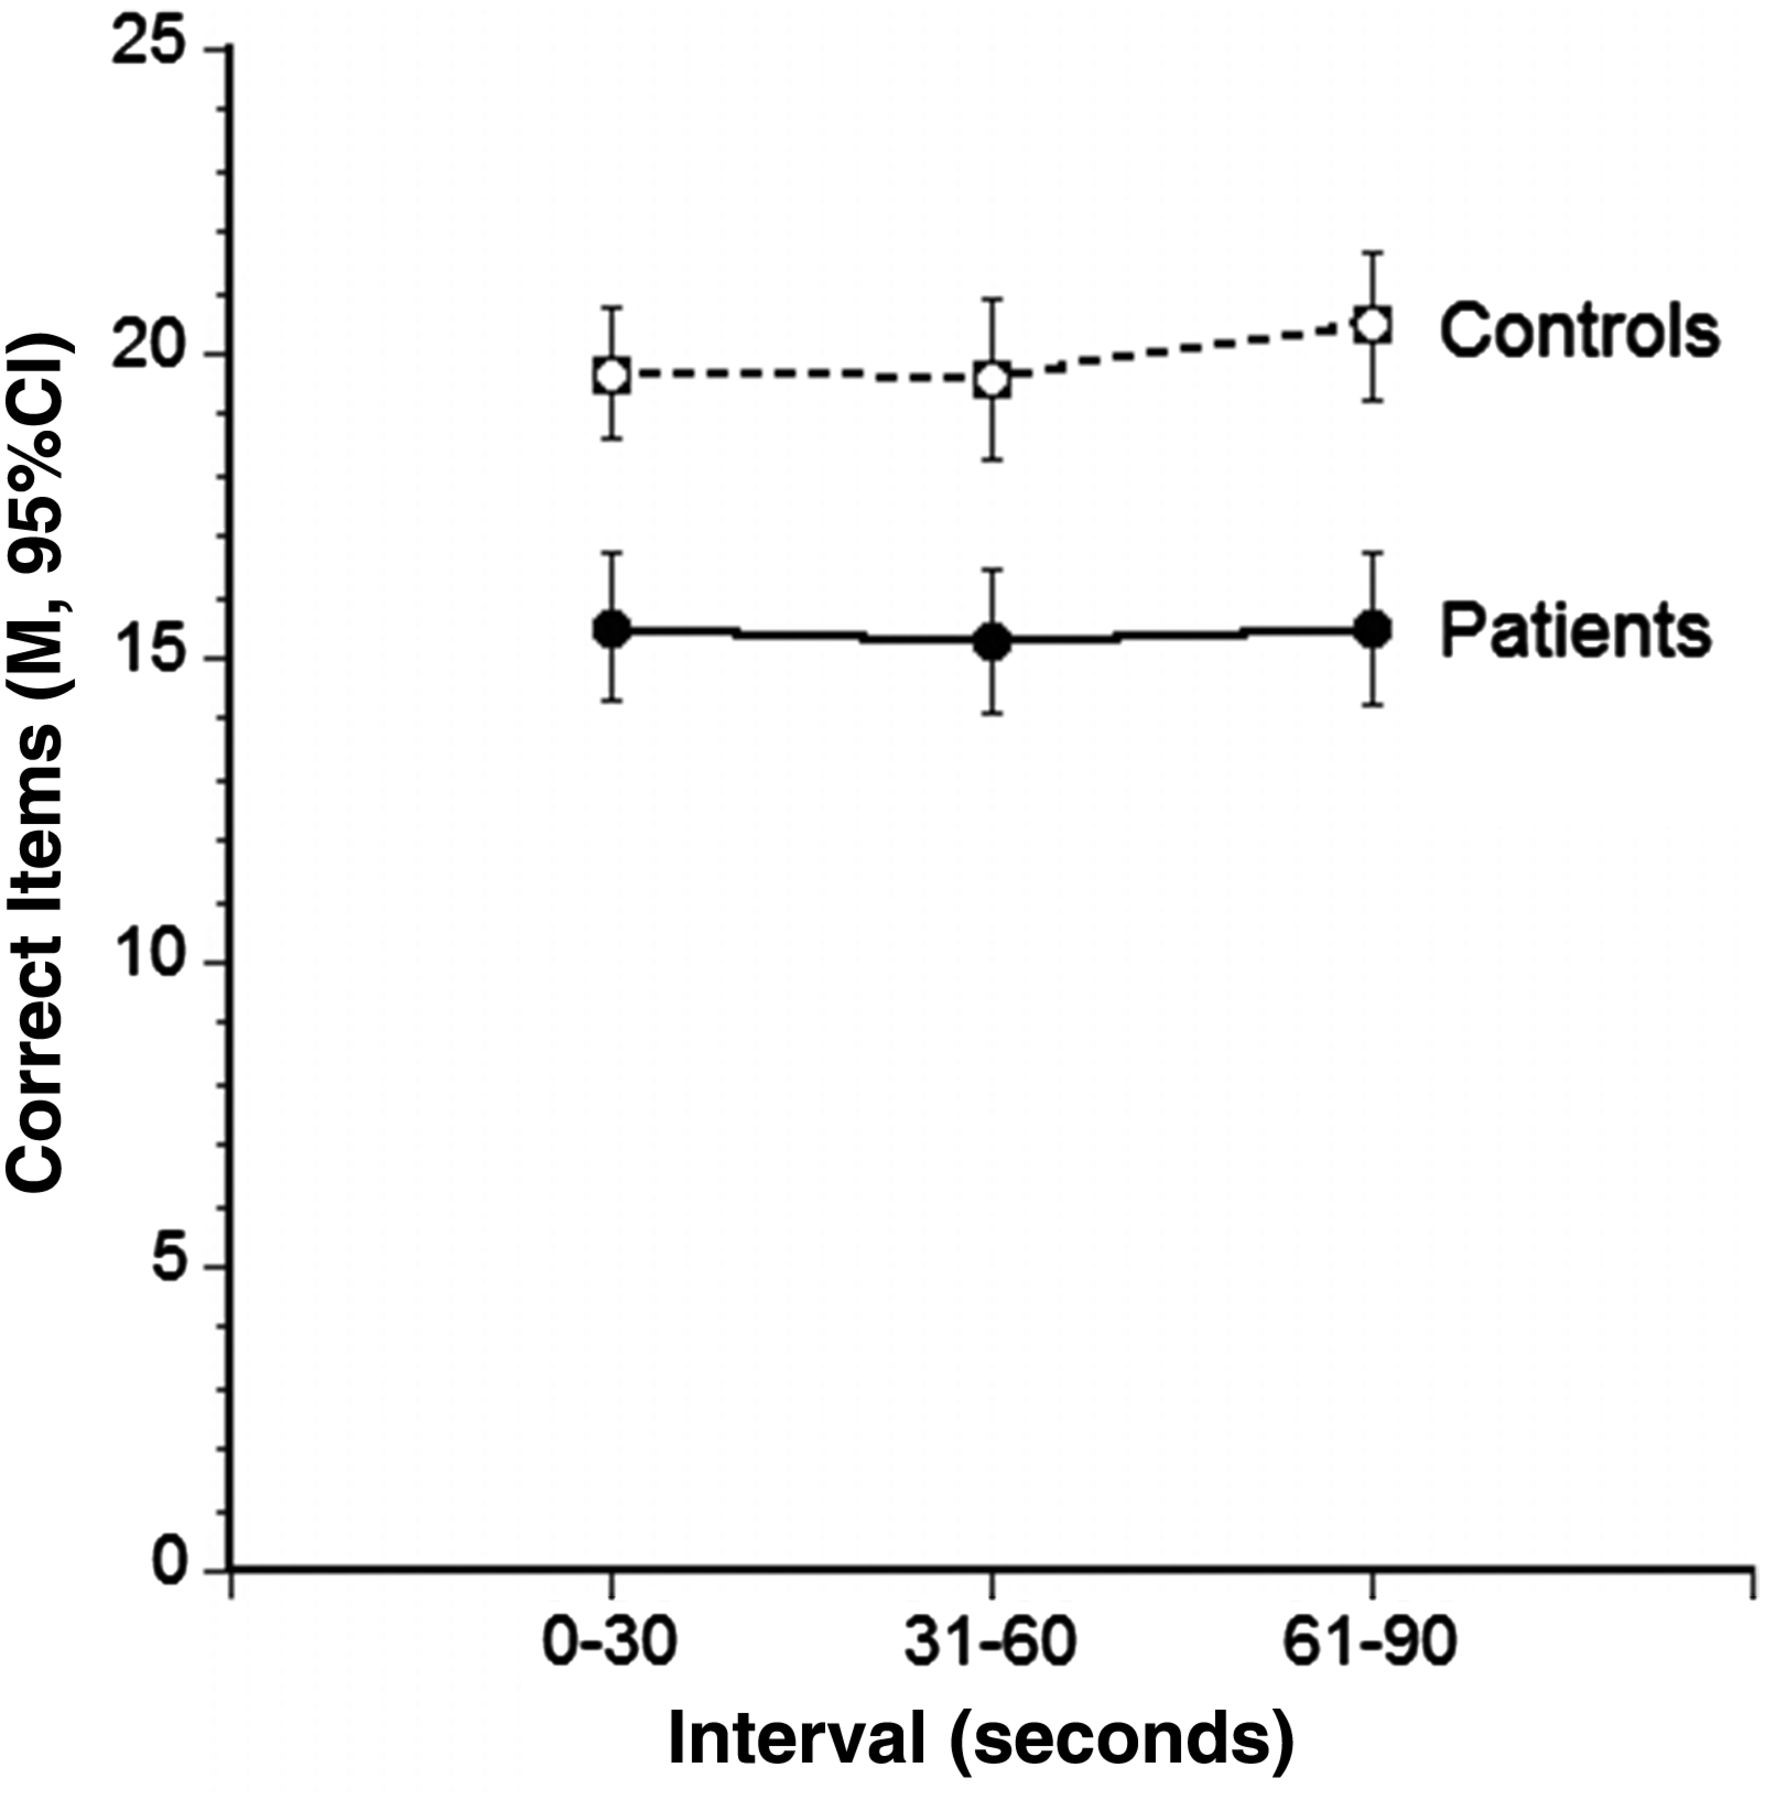 Correct Items (M, 95%CI)
25
20
15
10
5
0
Controls
Patients
0-30 31-60 61-90
Interval (seconds)